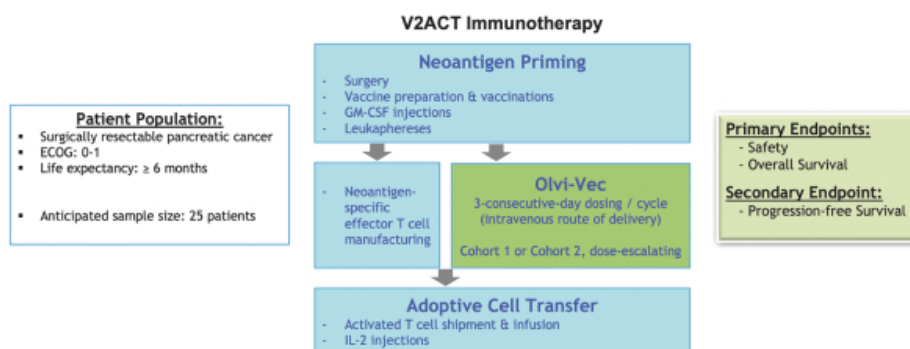 V2ACT Immunotherapy
Patient Population:
▪ Surgically resectable pancreatic cancer
▪ ECOG: 0-1
▪ Life expectancy: ≥ 6 months
▪ Anticipated sample size: 25 patients
Neoantigen Priming
- Surgery
- Vaccine preparation & vaccinations
- GM-CSF injections
- Leukaphereses
- Neoantigen-
specific
effector T cell
manufacturing
Olvi-Vec
3-consecutive-day dosing / cycle
(intravenous route of delivery)
Cohort 1 or Cohort 2, dose-escalating
Adoptive Cell Transfer
- Activated T cell shipment & infusion
- IL-2 injections
Primary Endpoints:
- Safety
- Overall Survival
Secondary Endpoint:
- Progression-free Survival